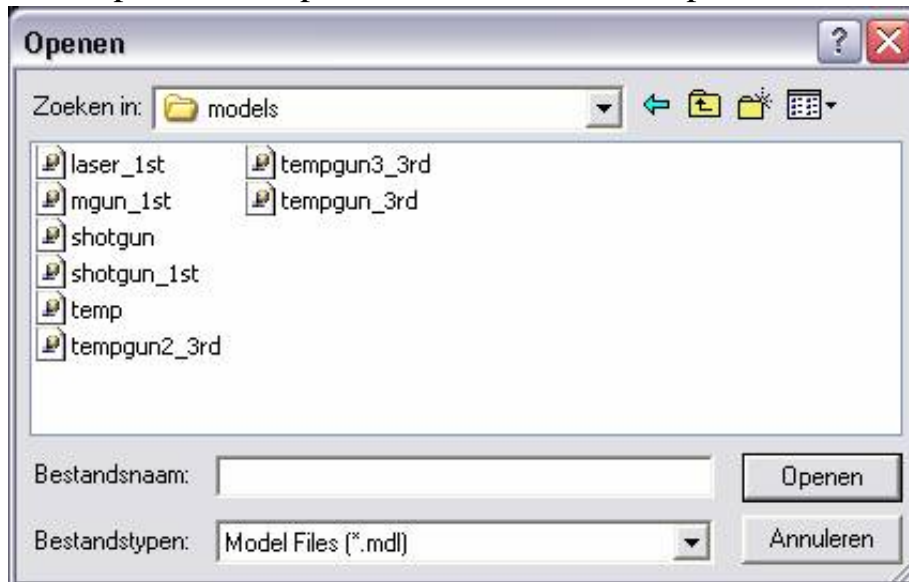 Openen
Zoeken in: models
laser_1st tempgun3_3rd
mgun_1st tempgun_3rd
shotgun
shotgun_1st
temp
tempgun2_3rd
Bestandsnaam: Openen
Bestandstypen: Model Files (*.mdl) Annuleren